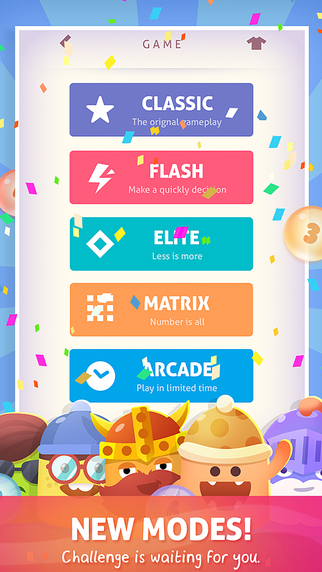 GAME
CLASSIC
The orignal gameplay
FLASH
Make a quickly decision
ELITE
Less is more
MATRIX
Number is all
ARCADE
Play in limited time
3
NEW MODES!
Challenge is waiting for you.